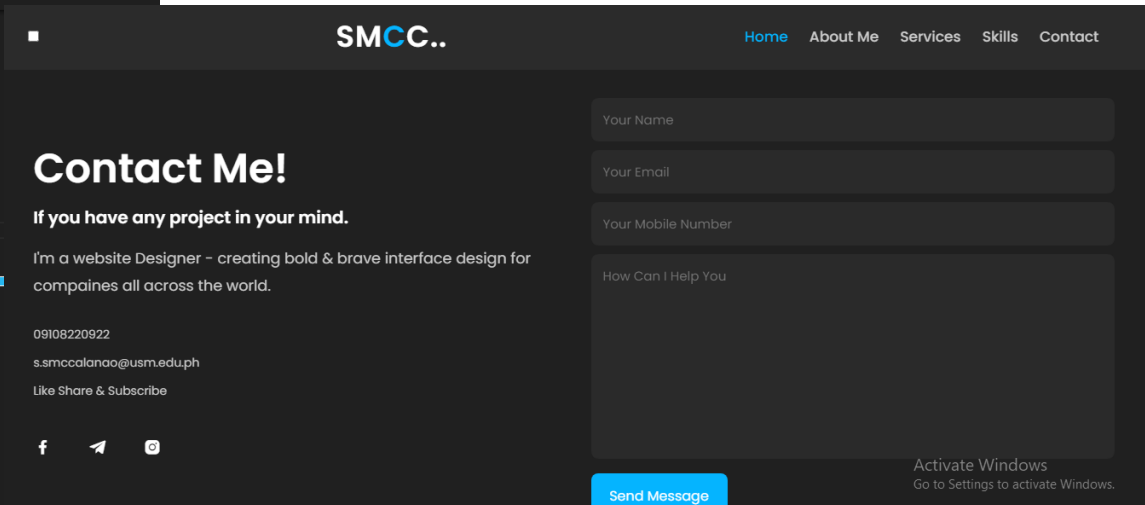 SMCC..
Home About Me Services Skills Contact
Contact Me!
If you have any project in your mind.
I'm a website Designer - creating bold & brave interface design for
compaines all across the world.
09108220922
s.smccalanao@usm.edu.ph
Like Share & Subscribe
Your Name
Your Email
Your Mobile Number
How Can I Help You
Send Message
Activate Windows
Go to Settings to activate Windows.